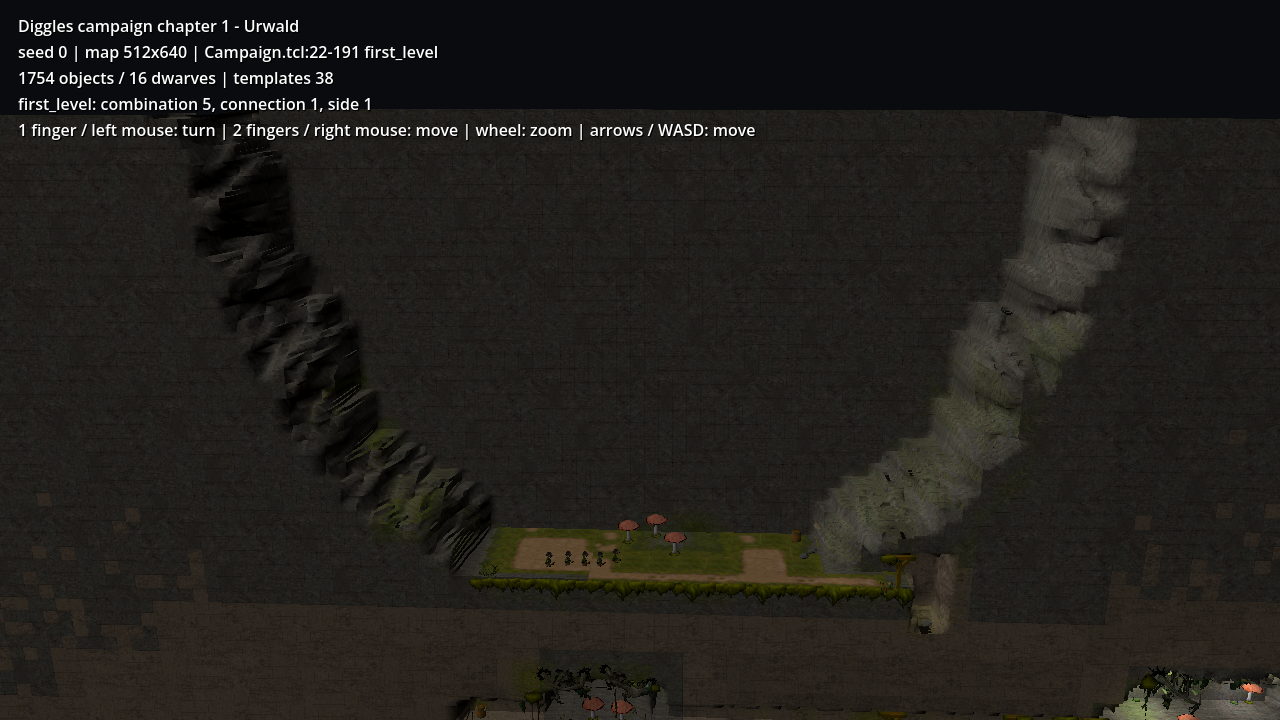 Diggles campaign chapter 1 - Urwald
seed 0 | map 512x640 | Campaign.tcl:22-191 first_level
1754 objects / 16 dwarves | templates 38
first_level: combination 5, connection 1, side 1
1 finger / left mouse: turn | 2 fingers / right mouse: move | wheel: zoom | arrows / WASD: move